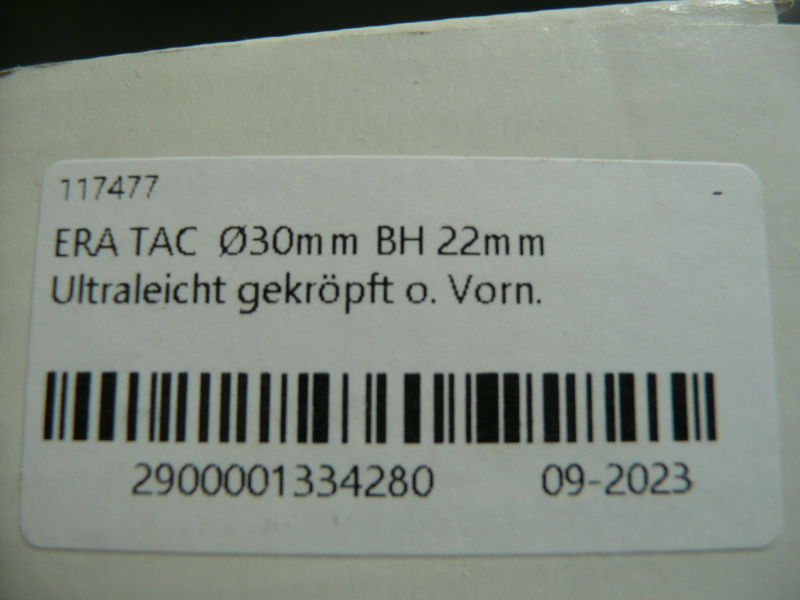 117477 -
ERA TAC Ø30mm BH 22mm
Ultraleicht gekröpft o. Vorn.
2900001334280 09-2023